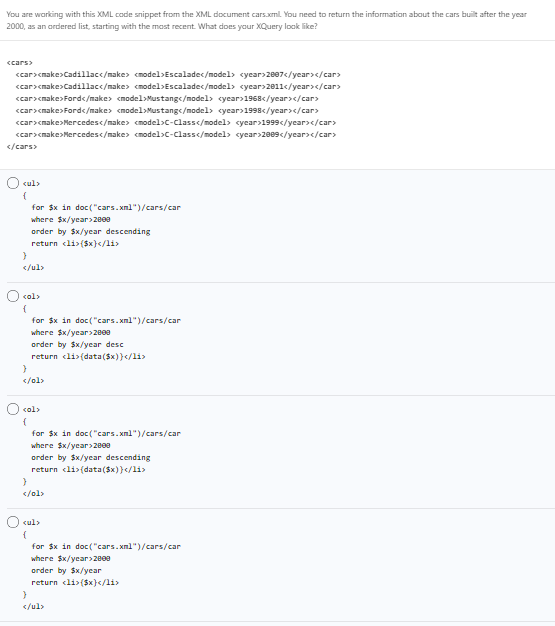 You are working with this XML code snippet from the XML document cars.xml. You need to return the information about the cars built after the year
2000, as an ordered list, starting with the most recent. What does your XQuery look like?
<cars>
<car><make>Cadillac</make> <model>Escalade</model> <year>2007</year></car>
<car><make>Cadillac</make> <model>Escalade</model> <year>2011</year></car>
<car><make>Ford</make> <model>Mustang</model> <year>1968</year></car>
<car><make>Ford</make> <model>Mustang</model> <year>1998</year></car>
<car><make>Mercedes</make> <model>C-Class</model> <year>1999</year></car>
<car><make>Mercedes</make> <model>C-Class</model> <year>2009</year></car>
</cars>
<ul>
{
for $x in doc("cars.xml")/cars/car
where $x/year>2000
order by $x/year descending
return <li>{$x}</li>
}
</ul>
<ol>
{
for $x in doc("cars.xml")/cars/car
where $x/year>2000
order by $x/year desc
return <li>{data($x)}</li>
}
</ol>
<ol>
{
for $x in doc("cars.xml")/cars/car
where $x/year>2000
order by $x/year descending
return <li>{data($x)}</li>
}
</ol>
<ul>
{
for $x in doc("cars.xml")/cars/car
where $x/year>2000
order by $x/year
return <li>{$x}</li>
}
</ul>